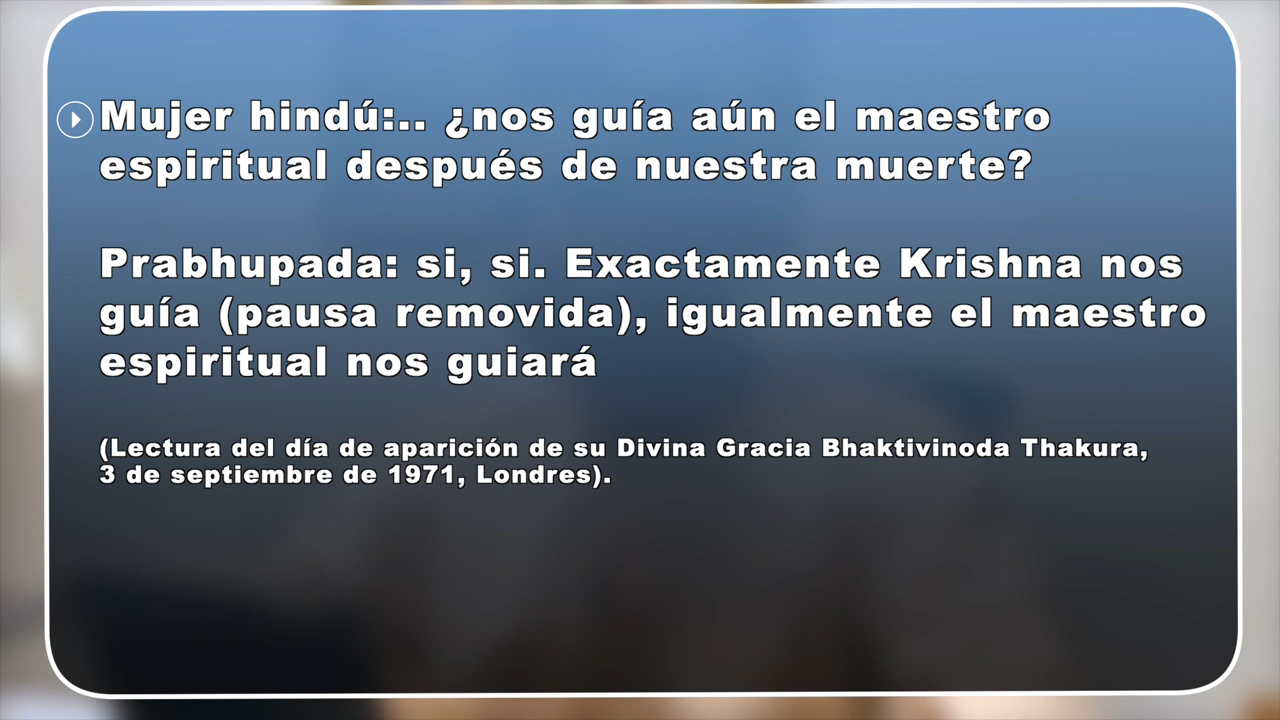 Mujer hindú:.. ¿nos guía aún el maestro
espiritual después de nuestra muerte?
Prabhupada: si, si. Exactamente Krishna nos
guía (pausa removida), igualmente el maestro
espiritual nos guiará
(Lectura del día de aparición de su Divina Gracia Bhaktivinoda Thakura,
3 de septiembre de 1971, Londres).